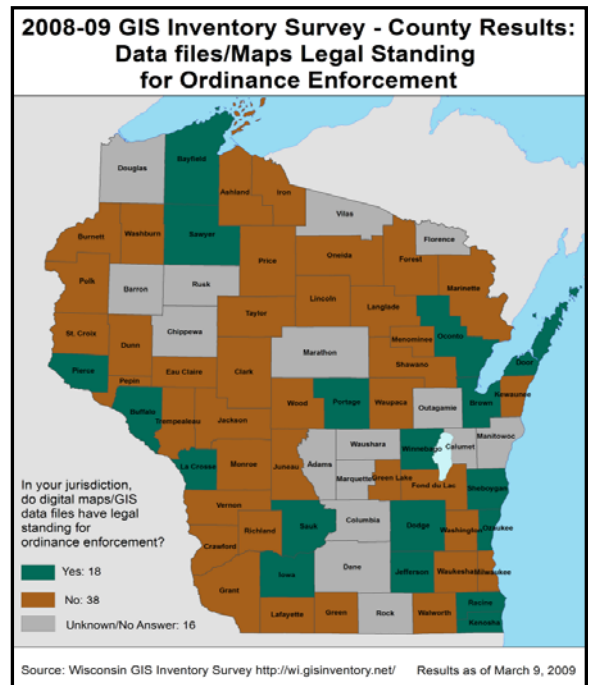 2008-09 GIS Inventory Survey - County Results:
Data files/Maps Legal Standing
for Ordinance Enforcement
Douglas
Bayfield
Ashland
Iron
Vilas
Florence
Burnett
Washburn
Sawyer
Price
Oneida
Forest
Marinette
Polk
Barron
Rusk
Taylor
Lincoln
Langlade
Oconto
Door
St. Croix
Dunn
Chippewa
Clark
Marathon
Menominee
Shawano
Pierce
Pepin
Eau Claire
Buffalo
Trempealeau
Jackson
Wood
Portage
Waupaca
Outagamie
Brown
Kewaunee
La Crosse
Monroe
Juneau
Adams
Waushara
Winnebago
Calumet
Manitowoc
Marquette
Green Lake
Fond du Lac
Sheboygan
Vernon
Richland
Sauk
Columbia
Dodge
Washington
Ozaukee
Crawford
Grant
Iowa
Dane
Jefferson
Waukesha
Milwaukee
Lafayette
Green
Rock
Walworth
Racine
Kenosha
In your jurisdiction,
do digital maps/GIS
data files have legal
standing for
ordinance enforcement?
Yes: 18
No: 38
Unknown/No Answer: 16
Source: Wisconsin GIS Inventory Survey http://wi.gisinventory.net/ Results as of March 9, 2009